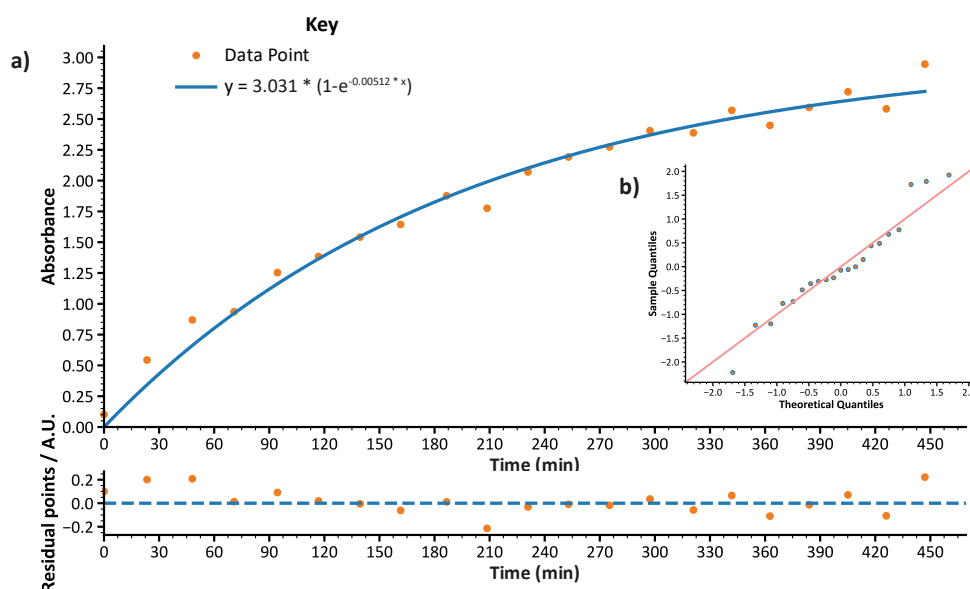 Key
a)
Data Point
y = 3.031 * (1-e^-0.00512 * x)
Absorbance
3.00
2.75
2.50
2.25
2.00
1.75
1.50
1.25
1.00
0.75
0.50
0.25
0.00
0 30 60 90 120 150 180 210 240 270 300 330 360 390 420 450
Time (min)
b)
Sample Quantiles
2.0
1.5
1.0
0.5
0.0
−0.5
−1.0
−1.5
−2.0
−2.0 −1.5 −1.0 −0.5 0.0 0.5 1.0 1.5 2.0
Theoretical Quantiles
Residual points / A.U.
0.2
0.0
−0.2
0 30 60 90 120 150 180 210 240 270 300 330 360 390 420 450
Time (min)